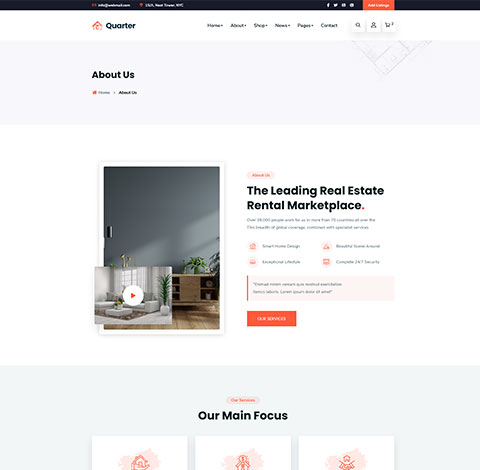 info@webmail.com
15/A, Nest Tower, NYC
Add Listing
Quarter
Home
About
Shop
News
Pages
Contact
About Us
Home > About Us
About Us
The Leading Real Estate
Rental Marketplace.
Over 39,000 people work for us in more than 70 countries all over the
This breadth of global coverage, combined with specialist services
Smart Home Design
Beautiful Scene Around
Exceptional Lifestyle
Complete 24/7 Security
"Enimad minim veniam quis nostrud exercitation
llamco laboris. Lorem ipsum dolor sit amet"
OUR SERVICES
Our Services
Our Main Focus